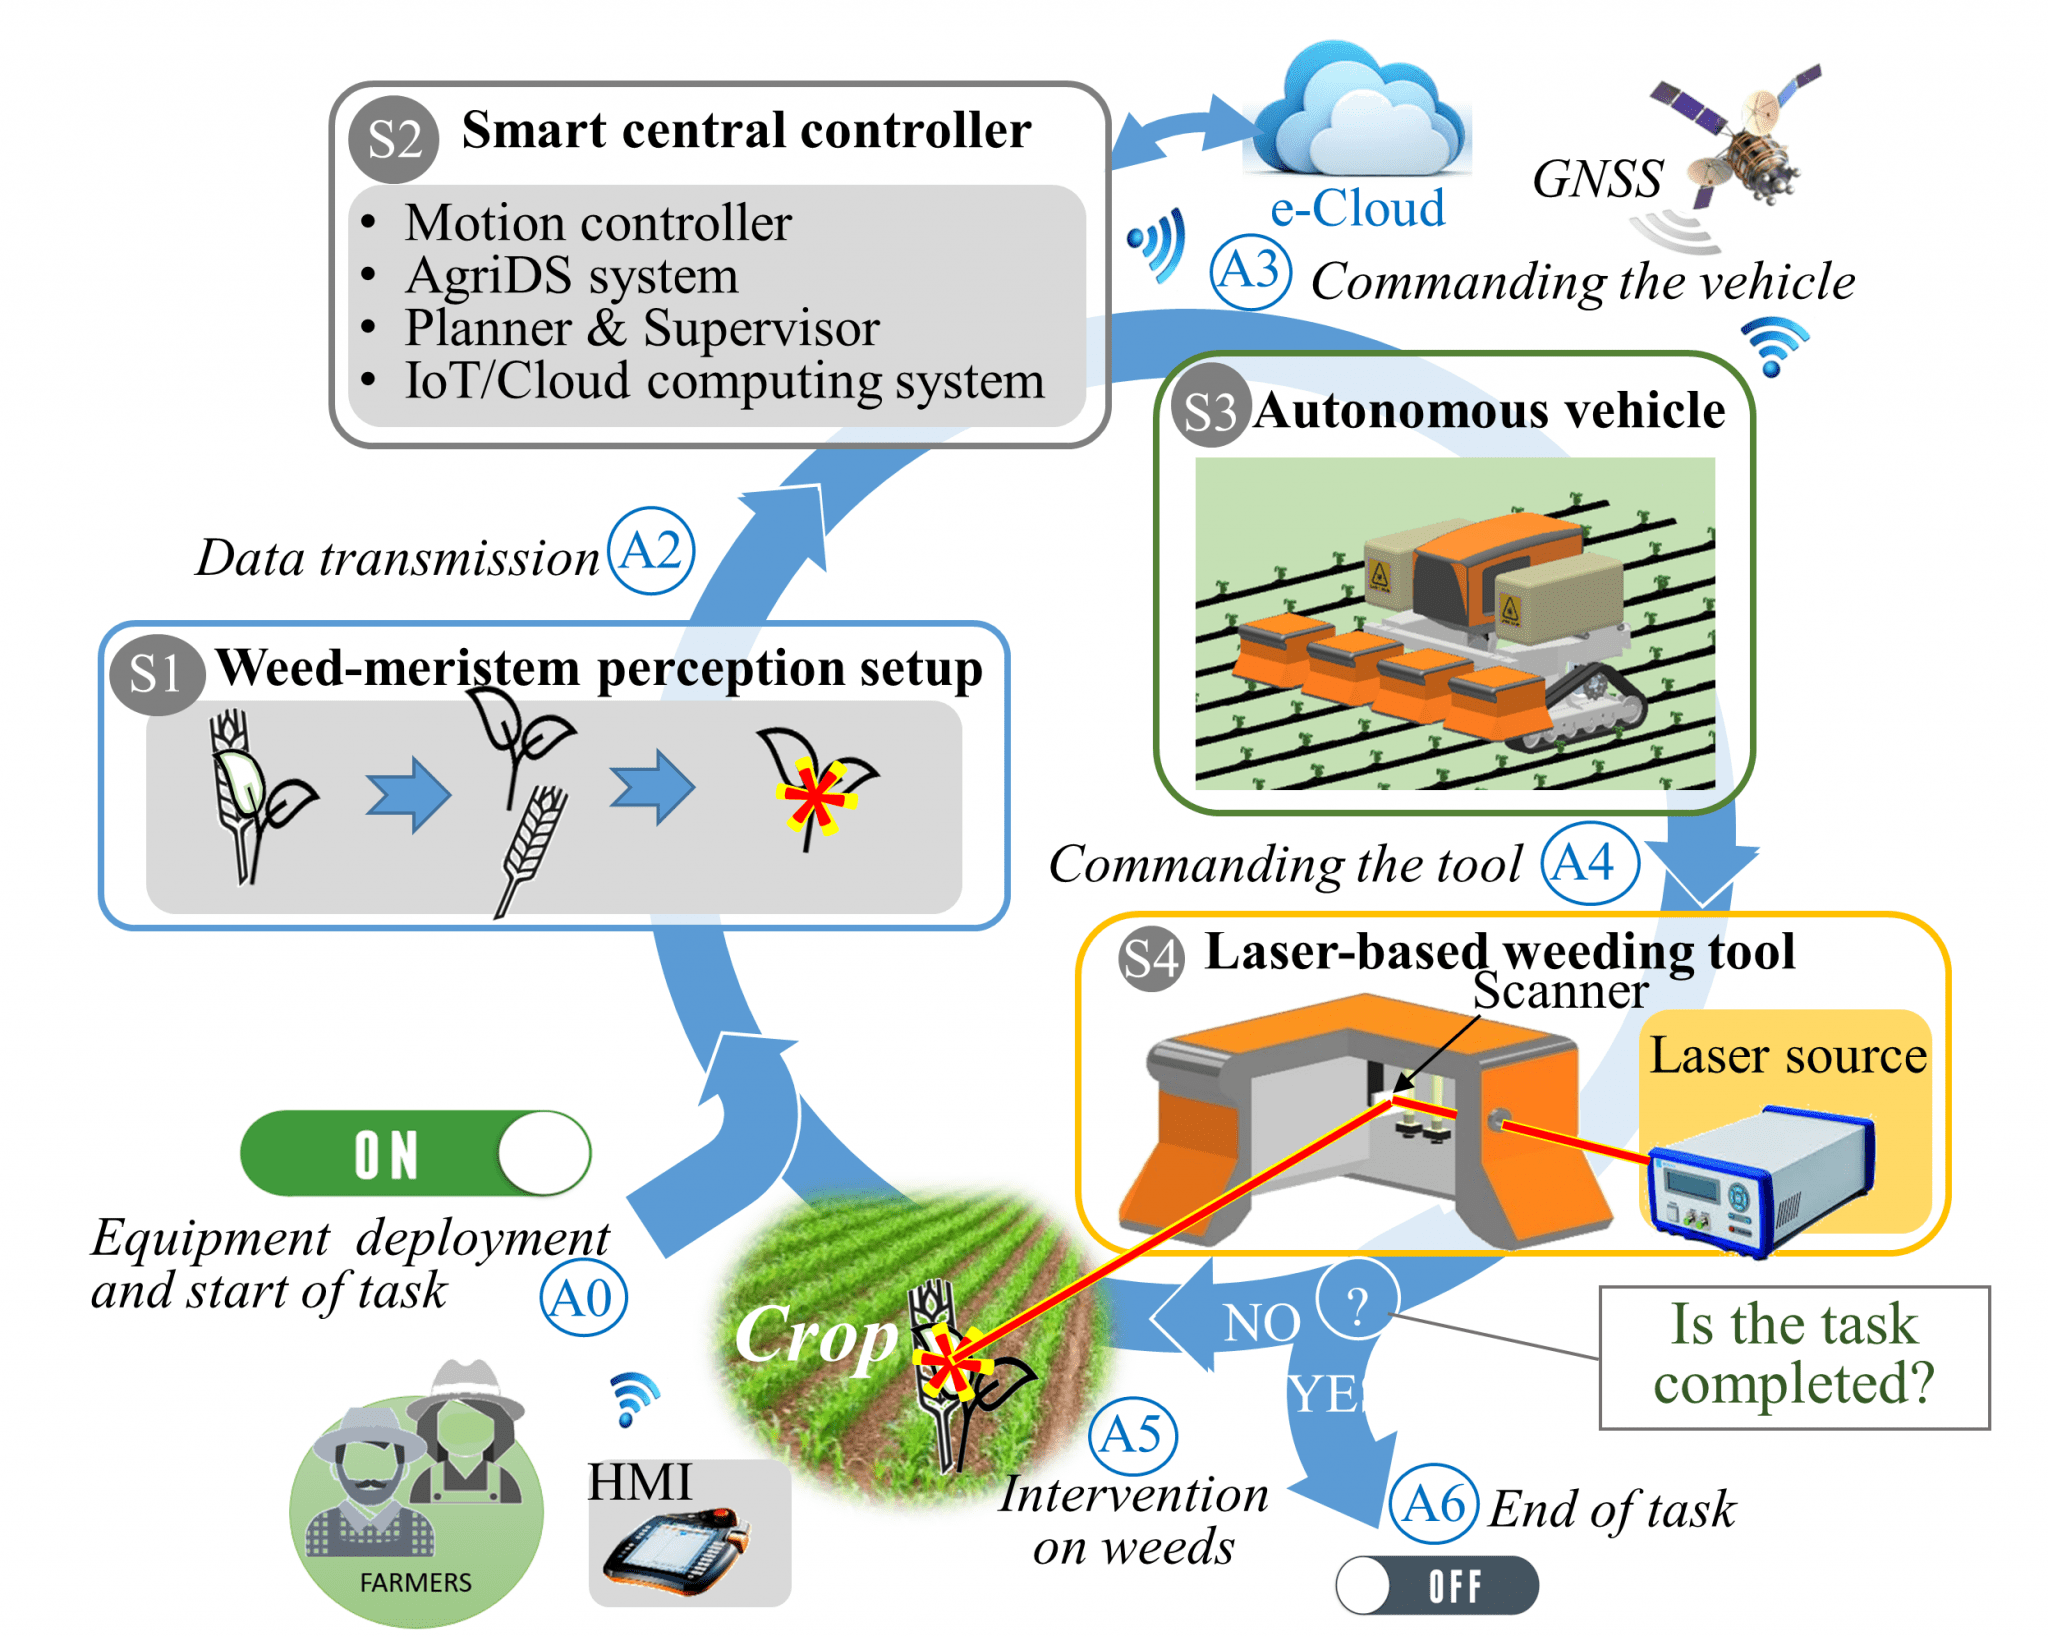 S2 Smart central controller
• Motion controller
• AgriDS system
• Planner & Supervisor
• IoT/Cloud computing system
e-Cloud
GNSS
A3 Commanding the vehicle
S3 Autonomous vehicle
Data transmission A2
S1 Weed-meristem perception setup
Commanding the tool A4
S4 Laser-based weeding tool
Scanner
Laser source
ON
Equipment deployment
and start of task A0
Crop
NO ?
YES
Is the task
completed?
A5
Intervention
on weeds
A6 End of task
OFF
HMI
FARMERS